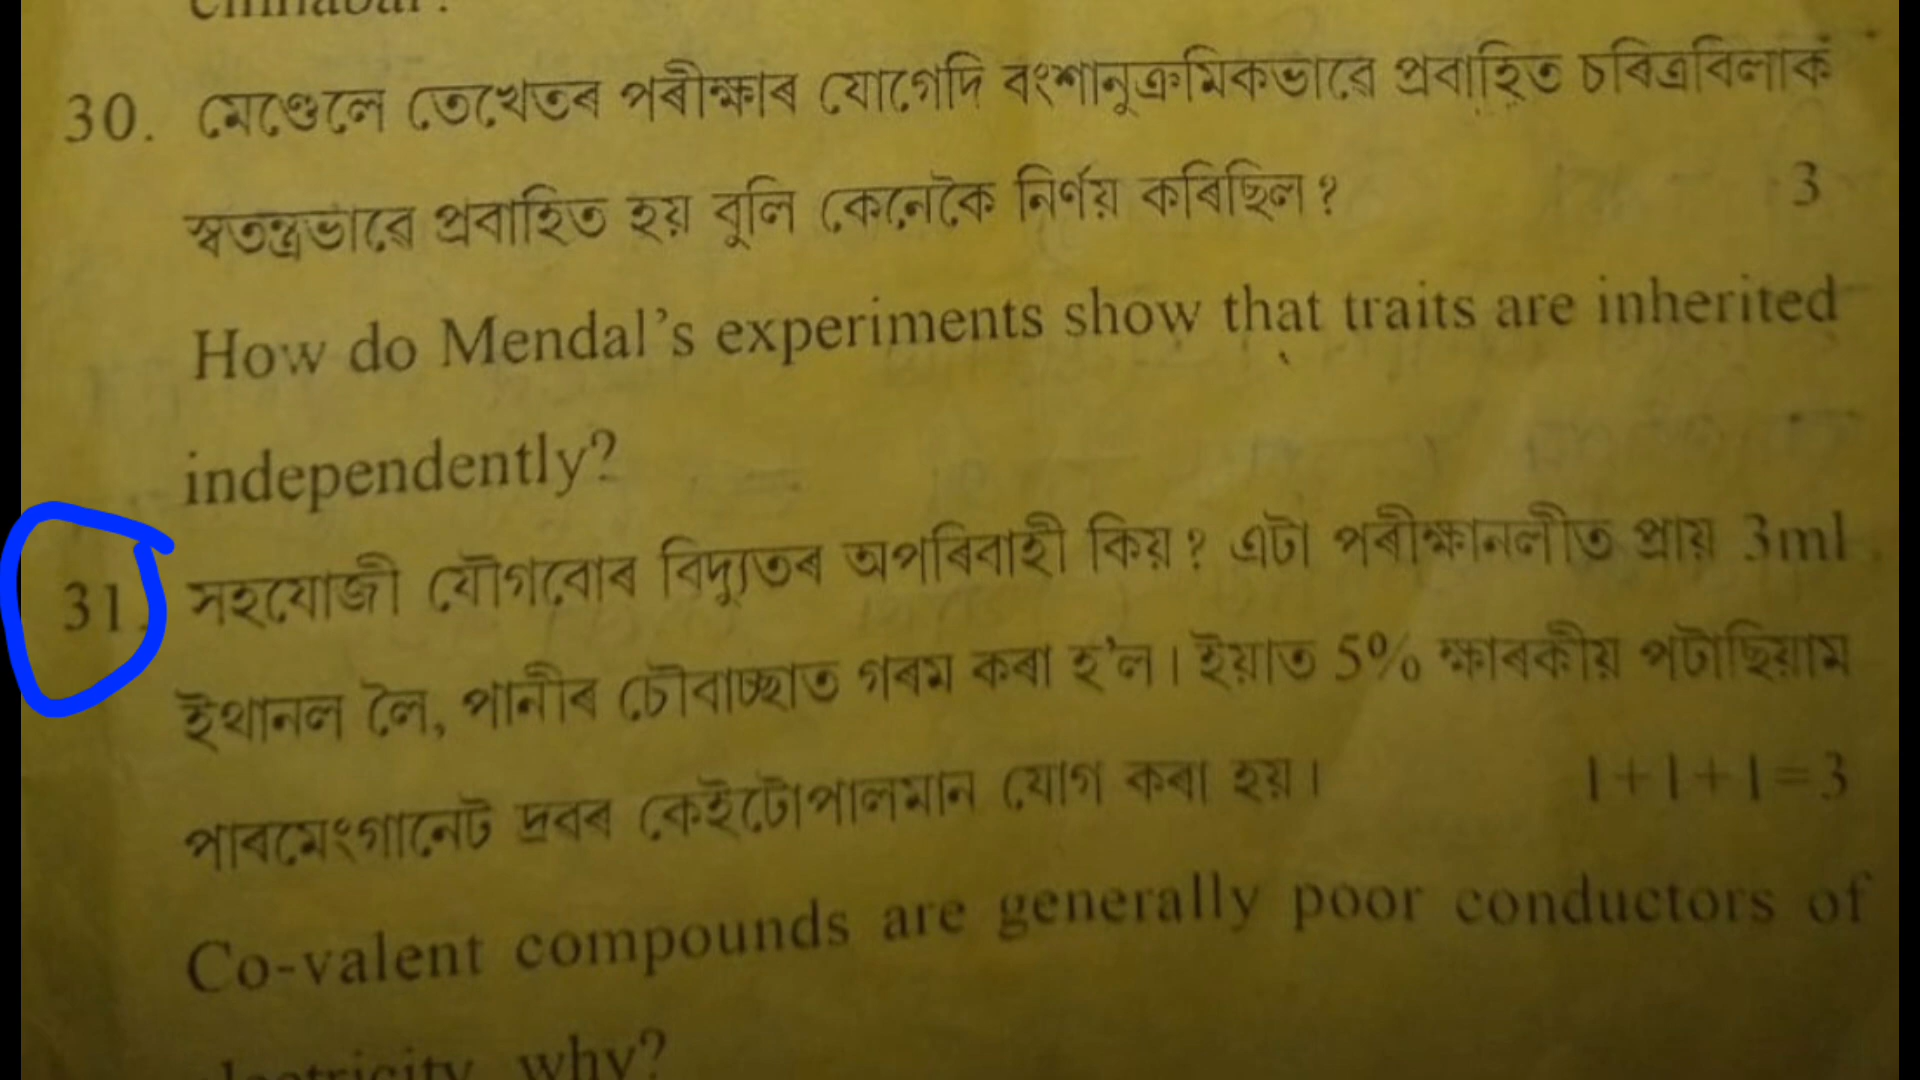 30. মেণ্ডেলে তেখেতৰ পৰীক্ষাৰ যোগেদি বংশানুক্ৰমিকভাৱে প্ৰবাহিত চৰিত্ৰবিলাক
স্বতন্ত্ৰভাৱে প্ৰবাহিত হয় বুলি কেনেকৈ নিৰ্ণয় কৰিছিল ? 3
How do Mendal's experiments show that traits are inherited
independently?
31. সহযোজী যৌগবোৰ বিদ্যুতৰ অপৰিবাহী কিয় ? এটা পৰীক্ষানলীত প্ৰায় 3ml
ইথানল লৈ, পানীৰ চৌবাচ্ছাত গৰম কৰা হ'ল । ইয়াত 5% ক্ষাৰকীয় পটাছিয়াম
পাৰমেংগানেট দ্ৰবৰ কেইটোপালমান যোগ কৰা হয় । 1+1+1=3
Co-valent compounds are generally poor conductors of
why?